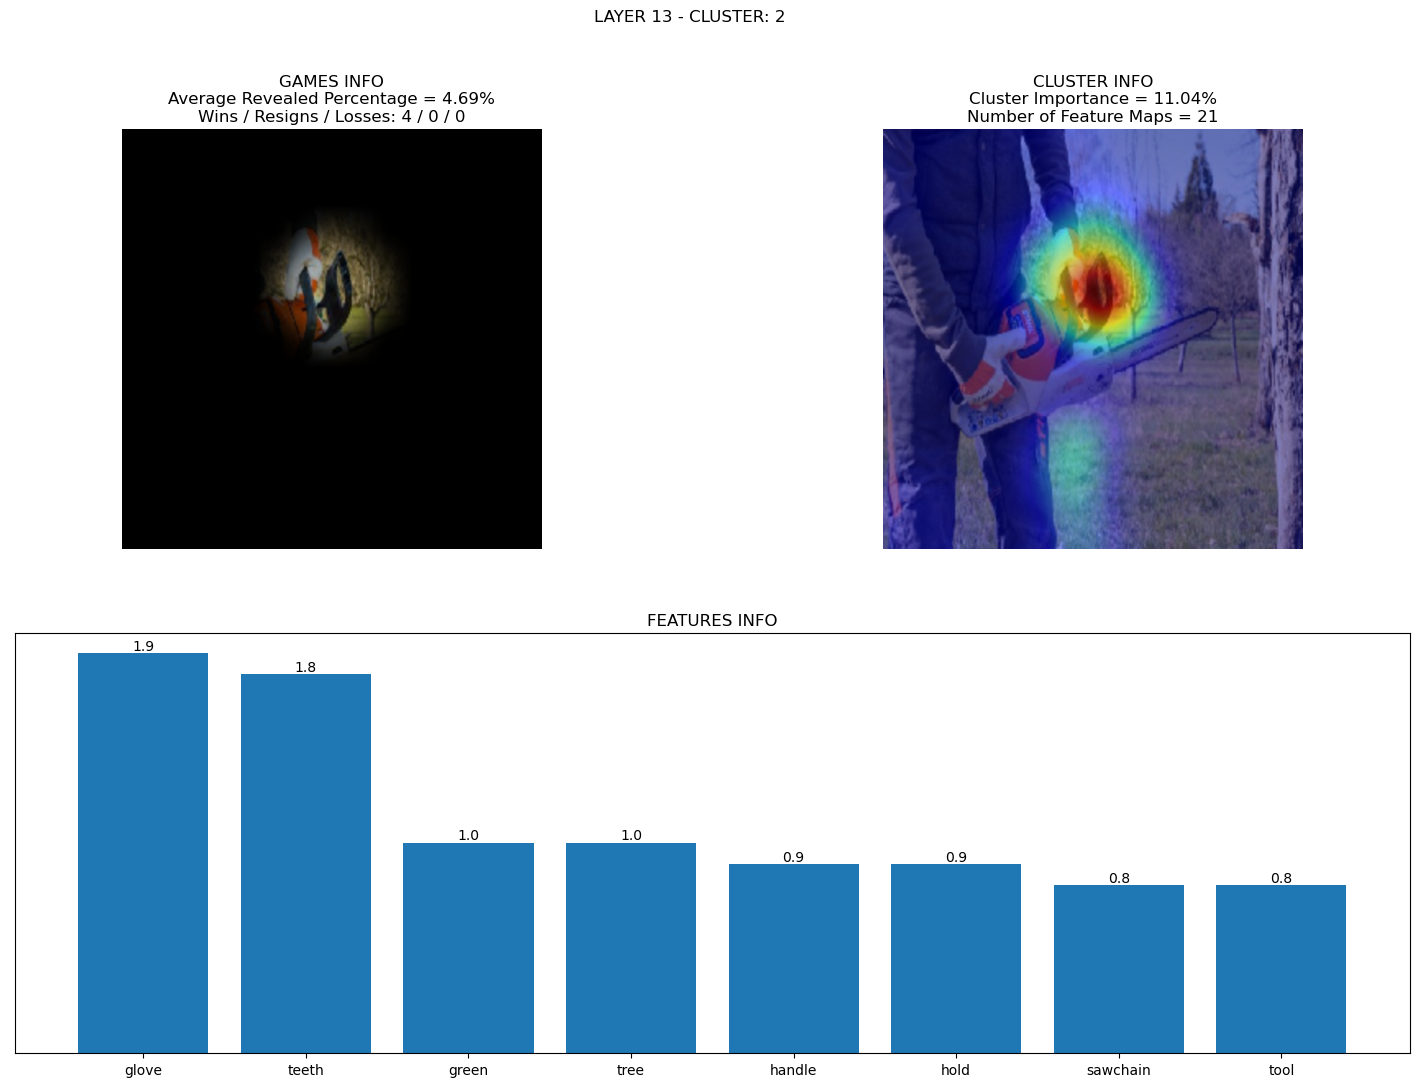 LAYER 13 - CLUSTER: 2
GAMES INFO
Average Revealed Percentage = 4.69%
Wins / Resigns / Losses: 4 / 0 / 0
CLUSTER INFO
Cluster Importance = 11.04%
Number of Feature Maps = 21
FEATURES INFO
1.9
1.8
1.0
1.0
0.9
0.9
0.8
0.8
glove
teeth
green
tree
handle
hold
sawchain
tool